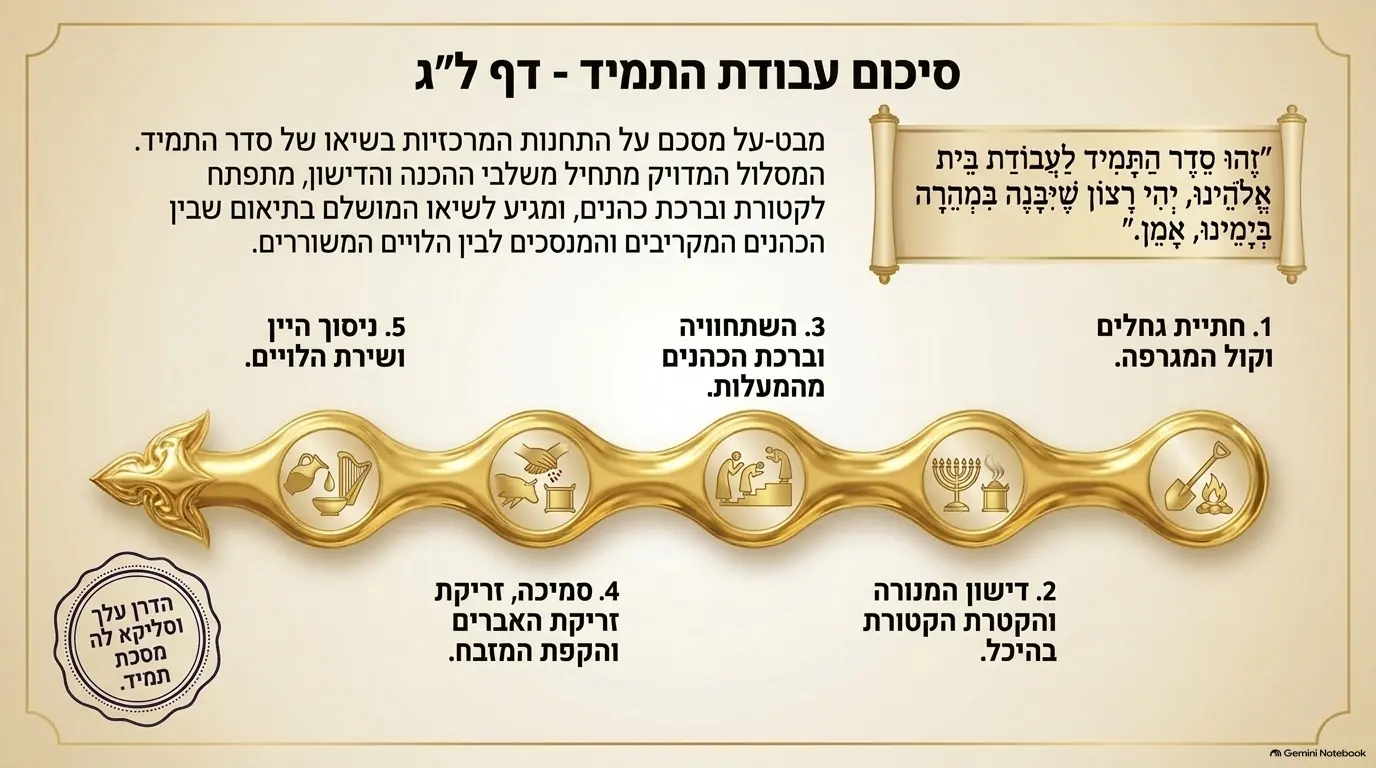 סיכום עבודת התמיד - דף ל"ג
"זֶהוּ סֵדֶר הַתָּמִיד לַעֲבוֹדַת בֵּית
אֱלֹהֵינוּ, יְהִי רָצוֹן שֶׁיִּבָּנֶה בִּמְהֵרָה
בְּיָמֵינוּ, אָמֵן."
מבט-על מסכם על התחנות המרכזיות בשיאו של סדר התמיד.
המסלול המדויק מתחיל משלבי ההכנה והדישון, מתפתח
לקטורת וברכת כהנים, ומגיע לשיאו המושלם בתיאום שבין
הכהנים המקריבים והמנסכים לבין הלויים המשוררים.
1. חתיית גחלים
וקול המגרפה.
2. דישון המנורה
והקטרת הקטורת
בהיכל.
3. השתחוויה
וברכת הכהנים
מהמעלות.
4. סמיכה, זריקת
זריקת האברים
והקפת המזבח.
5. ניסוך היין
ושירת הלויים.
הדרן עלך
וסליקא לה
מסכת
תמיד.
Gemini Notebook